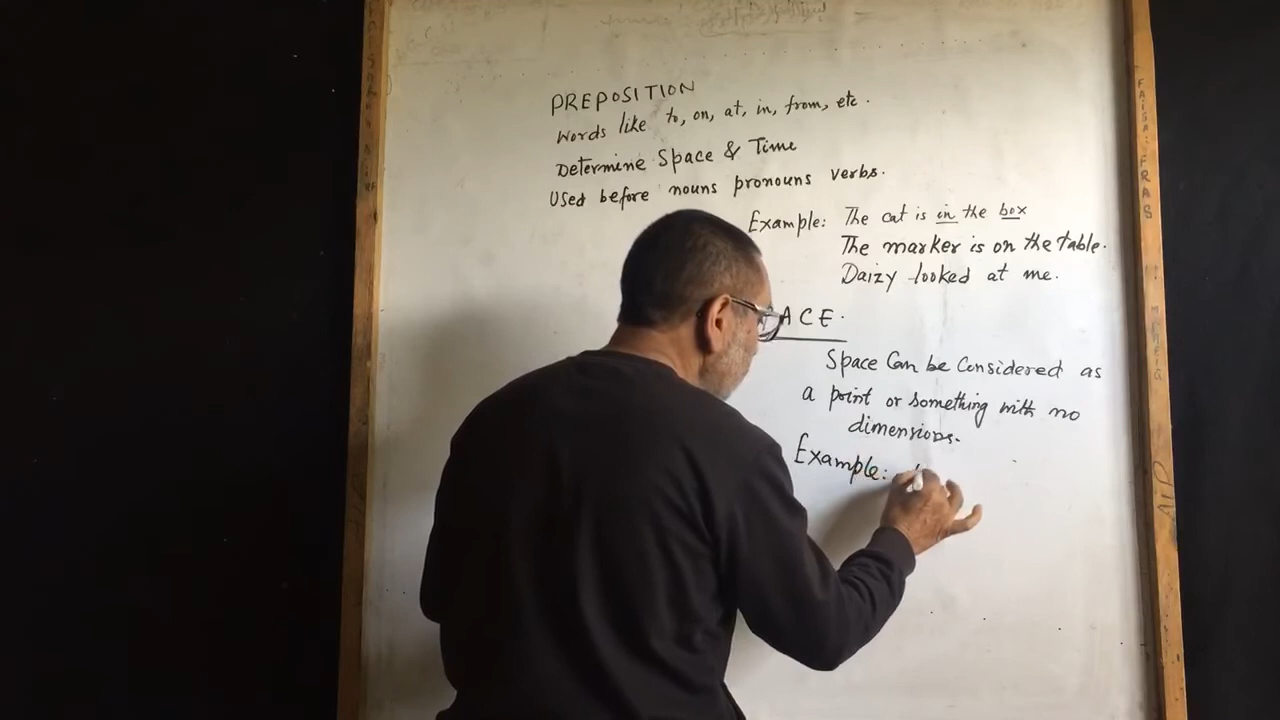 PREPOSITION
Words like to, on, at, in, from, etc.
Determine Space & Time
Used before nouns pronouns verbs.
Example: The cat is in the box
The marker is on the table.
Daizy looked at me.
ACE.
Space Can be Considered as
a point or something with no
dimensions.
Example: